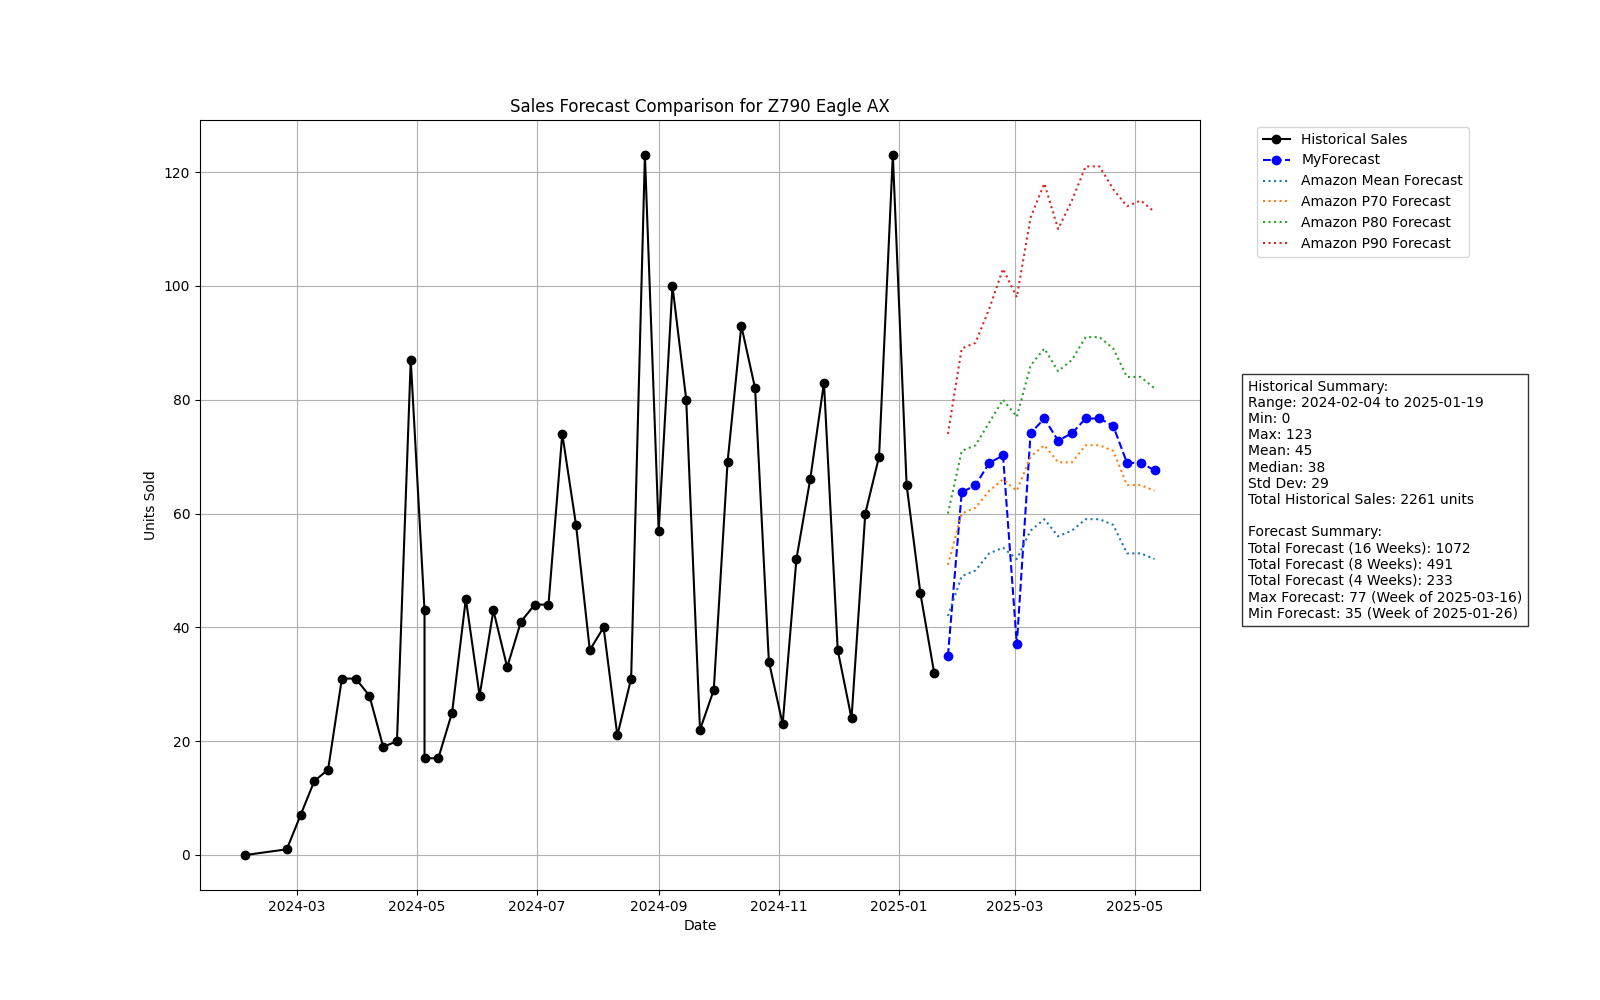 Sales Forecast Comparison for Z790 Eagle AX
Units Sold
120
100
80
60
40
20
0
2024-03
2024-05
2024-07
2024-09
2024-11
2025-01
2025-03
2025-05
Date
Historical Sales
MyForecast
Amazon Mean Forecast
Amazon P70 Forecast
Amazon P80 Forecast
Amazon P90 Forecast
Historical Summary:
Range: 2024-02-04 to 2025-01-19
Min: 0
Max: 123
Mean: 45
Median: 38
Std Dev: 29
Total Historical Sales: 2261 units
Forecast Summary:
Total Forecast (16 Weeks): 1072
Total Forecast (8 Weeks): 491
Total Forecast (4 Weeks): 233
Max Forecast: 77 (Week of 2025-03-16)
Min Forecast: 35 (Week of 2025-01-26)